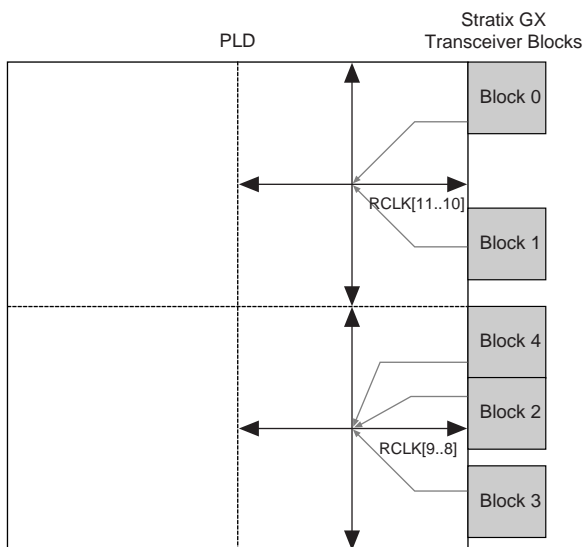 Stratix GX
PLD
Transceiver Blocks
Block 0
RCLK[11..10]
Block 1
Block 4
Block 2
RCLK[9..8]
Block 3